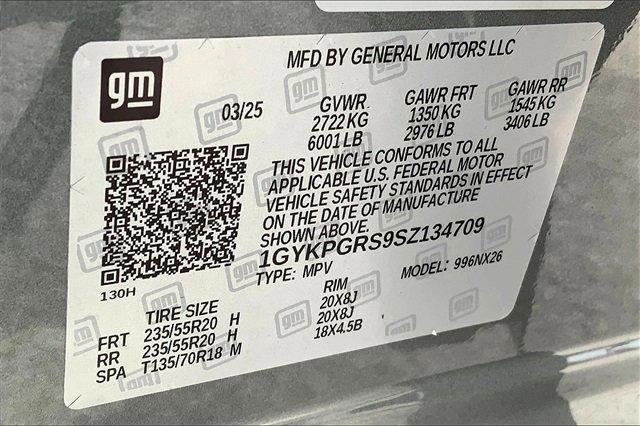 gm
MFD BY GENERAL MOTORS LLC
03/25
GVWR GAWR FRT GAWR RR
2722 KG 1350 KG 1545 KG
6001 LB 2976 LB 3406 LB
THIS VEHICLE CONFORMS TO ALL
APPLICABLE U.S. FEDERAL MOTOR
VEHICLE SAFETY STANDARDS IN EFFECT
ON THE DATE OF MANUFACTURE
SHOWN ABOVE.
1GYKPGRS9SZ134709
TYPE: MPV MODEL: 996NX26
130H
TIRE SIZE RIM
FRT 235/55R20 H 20X8J
RR 235/55R20 H 20X8J
SPA T135/70R18 M 18X4.5B